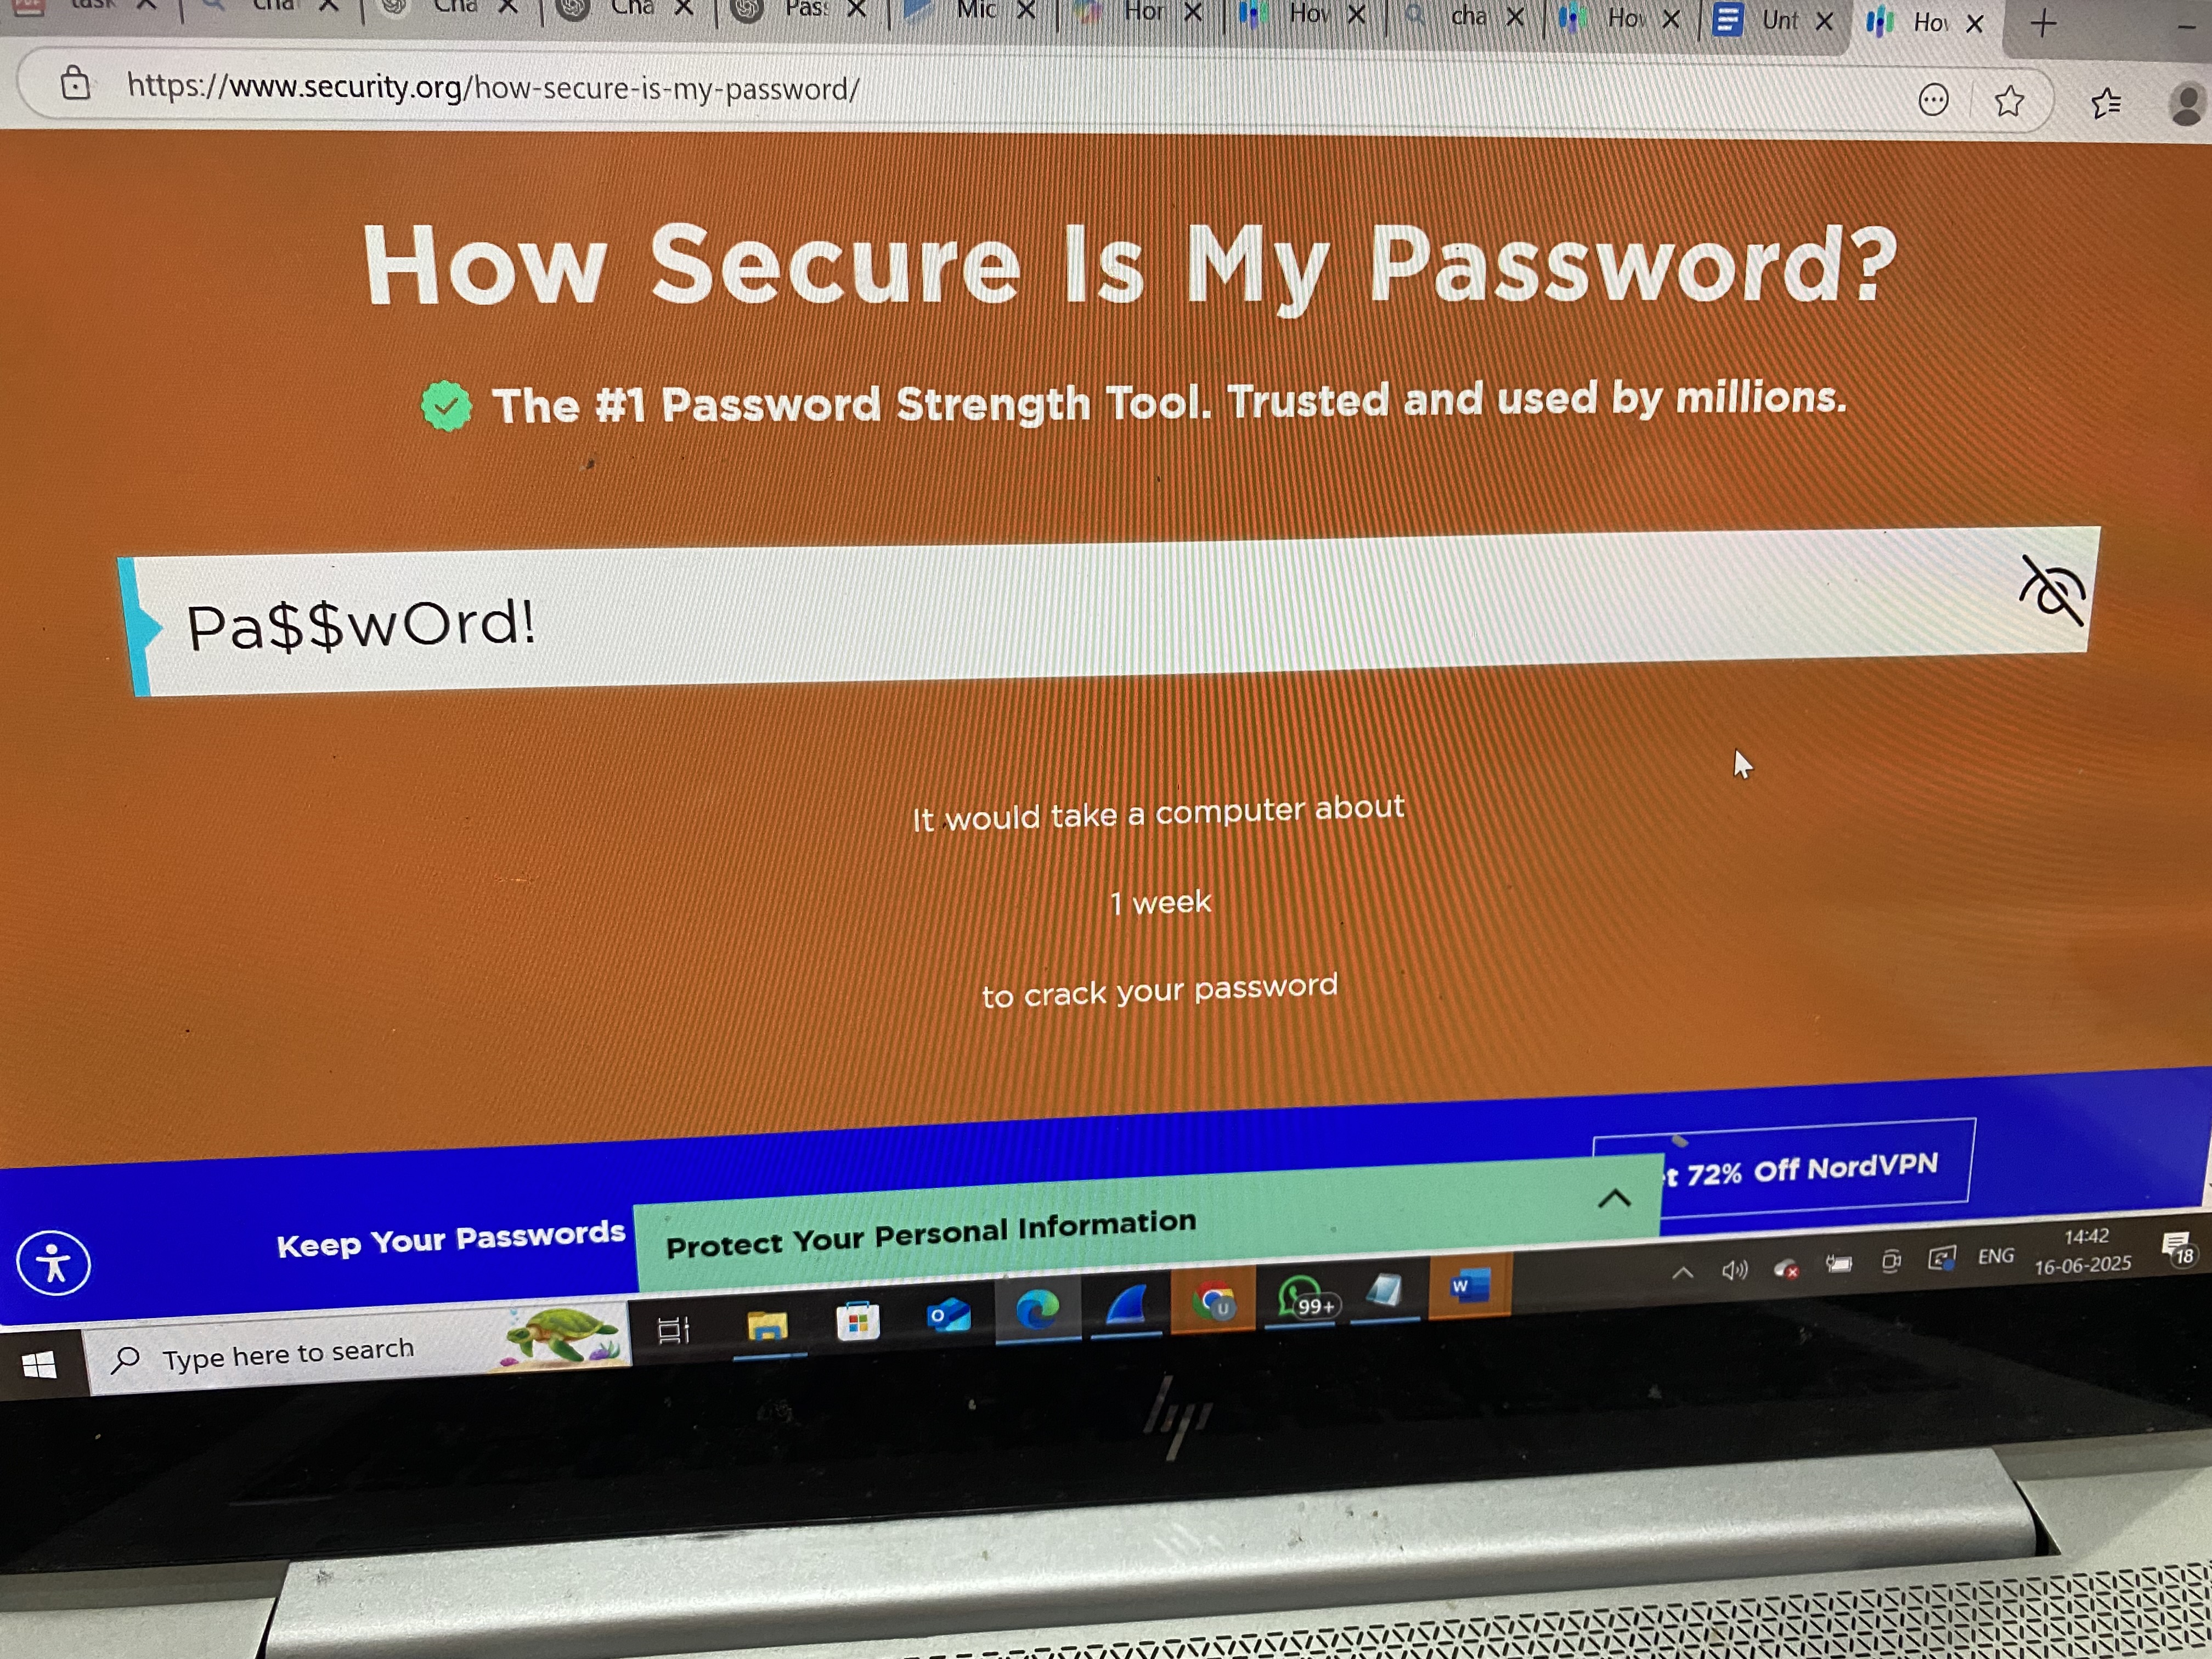 task
Cha
Cha
Cha
Pas
Mic
Hor
How
cha
How
Unt
How
https://www.security.org/how-secure-is-my-password/
How Secure Is My Password?
The #1 Password Strength Tool. Trusted and used by millions.
Pa$$wOrd!
It would take a computer about
1 week
to crack your password
t 72% Off NordVPN
Keep Your Passwords
Protect Your Personal Information
Type here to search
99+
ENG
14:42
16-06-2025
18
hp